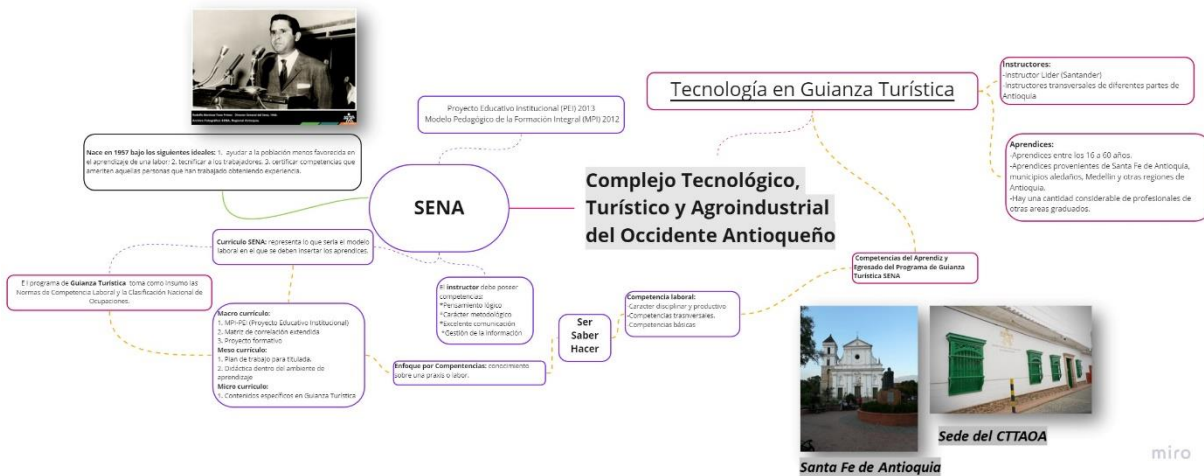 Proyecto Educativo Institucional (PEI) 2013
Modelo Pedagógico de la Formación Integral (MPI) 2012
Tecnología en Guianza Turística
Instructores:
-Instructor Lider (Santander)
-Instructores transversales de diferentes partes de
Antioquia
Nace en 1957 bajo los siguientes ideales: 1. ayudar a la población menos favorecida en
el aprendizaje de una labor; 2. tecnificar a los trabajadores. 3. certificar competencias que
ameriten aquellas personas que han trabajado obteniendo experiencia.
Aprendices:
-Aprendices entre los 16 a 60 años.
-Aprendices provenientes de Santa Fe de Antioquia,
municipios aledaños, Medellín y otras regiones de
Antioquia.
-Hay una cantidad considerable de profesionales de
otras areas graduados.
SENA
Complejo Tecnológico,
Turístico y Agroindustrial
del Occidente Antioqueño
Curriculo SENA: representa lo que sería el modelo
laboral en el que se deben insertar los aprendices.
El programa de Guianza Turística toma como insumo las
Normas de Competencia Laboral y la Clasificación Nacional de
Ocupaciones.
El instructor debe poseer
competencias:
*Pensamiento lógico
*Carácter metodológico
*Excelente comunicación
*Gestión de la información
Competencias del Aprendiz y
Egresado del Programa de Guianza
Turística SENA
Macro currículo:
1. MPI-PEI (Proyecto Educativo Institucional)
2. Matriz de correlación extendida
3. Proyecto formativo
Meso currículo:
1. Plan de trabajo para titulada.
2. Didáctica dentro del ambiente de
aprendizaje
Micro currículo:
1. Contenidos específicos en Guianza Turística
Enfoque por Compentencias: conocimiento
sobre una praxis o labor.
Ser
Saber
Hacer
Competencia laboral:
-Caracter disciplinar y productivo
-Competencias transversales.
-Competencias básicas
Sede del CTTAOA
Santa Fe de Antioquia
miro